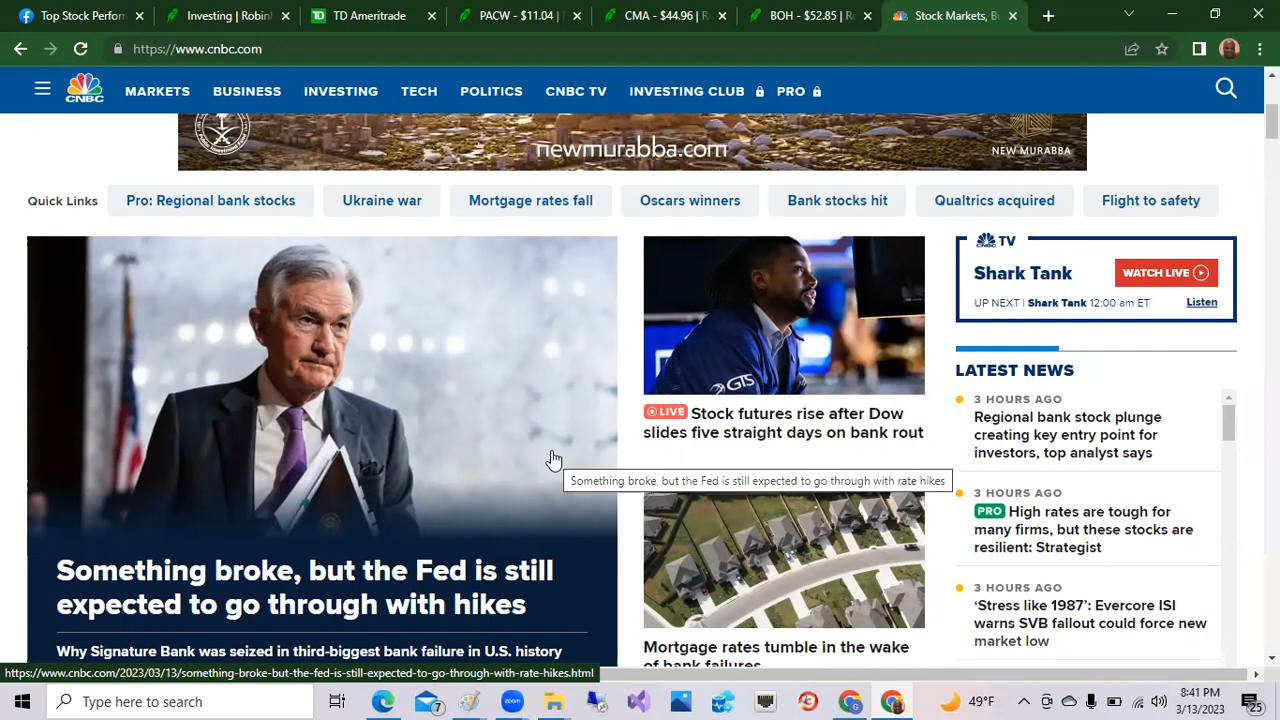 Top Stock Perform
Investing | Robinh
TD Ameritrade
PACW - $11.04 | R
CMA - $44.96 | Ro
BOH - $52.85 | Ro
Stock Markets, Bu
https://www.cnbc.com
CNBC
MARKETS
BUSINESS
INVESTING
TECH
POLITICS
CNBC TV
INVESTING CLUB
PRO
newmurabba.com
NEW MURABBA
Quick Links
Pro: Regional bank stocks
Ukraine war
Mortgage rates fall
Oscars winners
Bank stocks hit
Qualtrics acquired
Flight to safety
GTS
LIVE Stock futures rise after Dow
slides five straight days on bank rout
Something broke, but the Fed is still expected to go through with rate hikes
Something broke, but the Fed is still
expected to go through with hikes
Why Signature Bank was seized in third-biggest bank failure in U.S. history
Mortgage rates tumble in the wake
of bank failures
CNBC TV
Shark Tank
WATCH LIVE
UP NEXT | Shark Tank 12:00 am ET
Listen
LATEST NEWS
3 HOURS AGO
Regional bank stock plunge
creating key entry point for
investors, top analyst says
3 HOURS AGO
PRO High rates are tough for
many firms, but these stocks are
resilient: Strategist
3 HOURS AGO
‘Stress like 1987’: Evercore ISI
warns SVB fallout could force new
market low
https://www.cnbc.com/2023/03/13/something-broke-but-the-fed-is-still-expected-to-go-through-with-rate-hikes.html
Type here to search
7
zoom
G
49°F
8:41 PM
3/13/2023
25